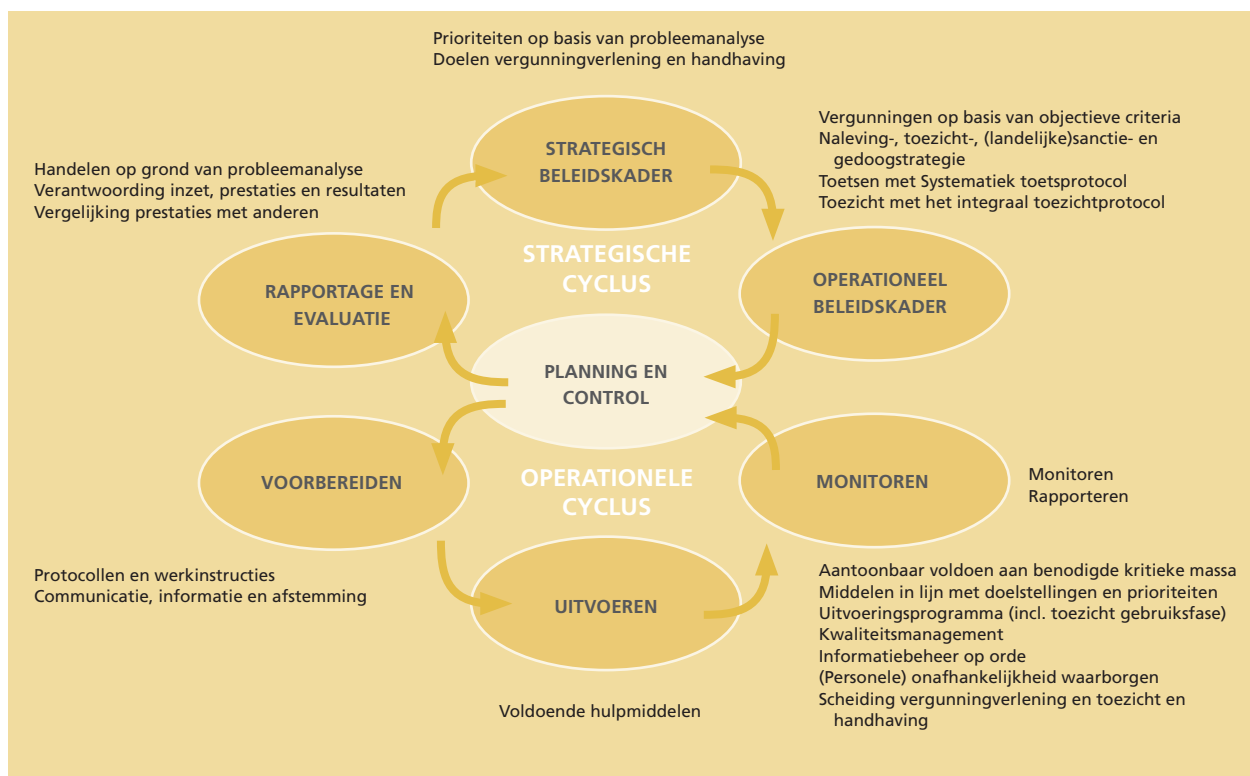 Prioriteiten op basis van probleemanalyse
Doelen vergunningverlening en handhaving
STRATEGISCH
BELEIDSKADER
Vergunningen op basis van objectieve criteria
Naleving-, toezicht-, (landelijke)sanctie- en
gedoogstrategie
Toetsen met Systematiek toetsprotocol
Toezicht met het integraal toezichtprotocol
Handelen op grond van probleemanalyse
Verantwoording inzet, prestaties en resultaten
Vergelijking prestaties met anderen
STRATEGISCHE
CYCLUS
RAPPORTAGE EN
EVALUATIE
OPERATIONEEL
BELEIDSKADER
PLANNING EN
CONTROL
VOORBEREIDEN
OPERATIONELE
CYCLUS
MONITOREN
Monitoren
Rapporteren
Protocollen en werkinstructies
Communicatie, informatie en afstemming
UITVOEREN
Aantoonbaar voldoen aan benodigde kritieke massa
Middelen in lijn met doelstellingen en prioriteiten
Uitvoeringsprogramma (incl. toezicht gebruiksfase)
Kwaliteitsmanagement
Informatiebeheer op orde
(Personele) onafhankelijkheid waarborgen
Scheiding vergunningverlening en toezicht en
handhaving
Voldoende hulpmiddelen